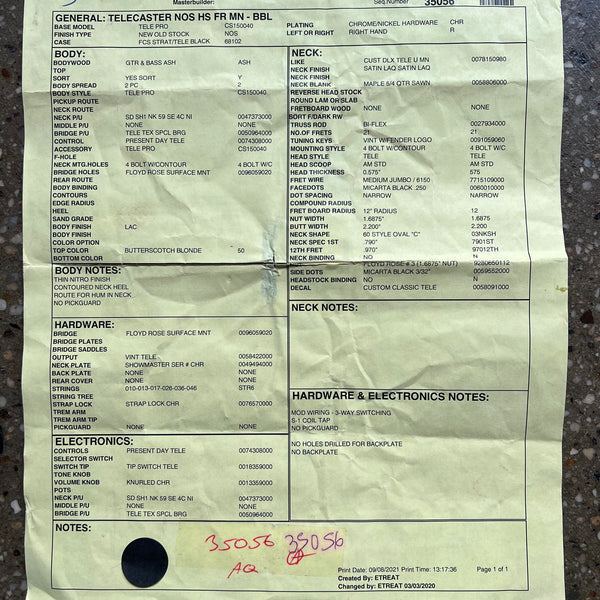 Masterbuilder: Seq.Number 35056
GENERAL: TELECASTER NOS HS FR MN - BBL
BASE MODEL TELE PRO CS150040 PLATING CHROME/NICKEL HARDWARE CHR
FINISH TYPE NEW OLD STOCK NOS LEFT OR RIGHT RIGHT HAND R
CASE FCS STRAT/TELE BLACK 68102
BODY:
BODYWOOD GTR & BASS ASH ASH
TOP
SORT YES SORT Y
BODY SPREAD 2 PC 2
BODY STYLE TELE PRO CS150040
PICKUP ROUTE
NECK ROUTE
NECK P/U SD SH1 NK 59 SE 4C NI 0047373000
MIDDLE P/U NONE NONE
BRIDGE P/U TELE TEX SPCL BRG 0050964000
CONTROL PRESENT DAY TELE 0074308000
ACCESSORY TELE PRO CS150040
F-HOLE
NECK MTG.HOLES 4 BOLT W/CONTOUR 4 BOLT W/C
BRIDGE HOLES FLOYD ROSE SURFACE MNT 0096059020
REAR ROUTE
BODY BINDING
CONTOURS
EDGE RADIUS
HEEL
SAND GRADE
BODY FINISH LAC
BODY FINISH
COLOR OPTION
TOP COLOR BUTTERSCOTCH BLONDE 50
BOTTOM COLOR
BODY NOTES:
THIN NITRO FINISH
CONTOURED NECK HEEL
ROUTE FOR HUM IN NECK
NO PICKGUARD
HARDWARE:
BRIDGE FLOYD ROSE SURFACE MNT 0096059020
BRIDGE PLATES
BRIDGE SADDLES
OUTPUT VINT TELE 0058422000
NECK PLATE SHOWMASTER SER # CHR 0049494000
BACK PLATE NONE NONE
REAR COVER NONE NONE
STRINGS 010-013-017-026-036-046 STR6
STRING TREE
STRAP LOCK STRAP LOCK CHR 0076570000
TREM ARM
TREM ARM TIP
PICKGUARD NONE NONE
ELECTRONICS:
CONTROLS PRESENT DAY TELE 0074308000
SELECTOR SWITCH
SWITCH TIP TIP SWITCH TELE 0018359000
TONE KNOB
VOLUME KNOB KNURLED CHR 0013359000
POTS
NECK P/U SD SH1 NK 59 SE 4C NI 0047373000
MIDDLE P/U NONE NONE
BRIDGE P/U TELE TEX SPCL BRG 0050964000
NECK:
LIKE CUST DLX TELE U MN 0078150980
NECK FINISH SATIN LAQ SATIN LAQ
NECK FINISH
NECK BLANK MAPLE 5/4 QTR SAWN 0058806000
REVERSE HEAD STOCK
ROUND LAM OR SLAB
FRETBOARD WOOD NONE NONE
SORT F/DARK RW
TRUSS ROD BI-FLEX 0027934000
NO.OF FRETS 21 21
TUNING KEYS VINT W/FENDER LOGO 0091059060
MOUNTING STYLE 4 BOLT W/CONTOUR 4 BOLT W/C
HEAD STYLE TELE TELE
HEAD SCOOP AM STD AM STD
HEAD THICKNESS 0.575" 575
FRET WIRE MEDIUM JUMBO / 6150 7715109000
FACEDOTS MICARTA BLACK .250 0060010000
DOT SPACING NARROW NARROW
COMPOUND RADIUS
FRET BOARD RADIUS 12" RADIUS 12
NUT WIDTH 1.6875" 1.6875
BUTT WIDTH 2.200" 2.200
NECK SHAPE 60 STYLE OVAL "C" 03NKSH
NECK SPEC 1ST .790" 7901ST
12TH FRET .970" 97012TH
NECK BINDING NO N
FLOYD ROSE # 3 (1.6875" NUT) 9280650112
SIDE DOTS MICARTA BLACK 3/32" 0059552000
HEADSTOCK BINDING NO N
DECAL CUSTOM CLASSIC TELE 0058091000
NECK NOTES:
HARDWARE & ELECTRONICS NOTES:
MOD WIRING - 3-WAY SWITCHING
S-1 COIL TAP
NO PICKGUARD
NO HOLES DRILLED FOR BACKPLATE
NO BACKPLATE
NOTES:
35056 35056
AQ A
Print Date: 09/08/2021 Print Time: 13:17:36 Page 1 of 1
Created By: ETREAT
Changed by: ETREAT 03/03/2020